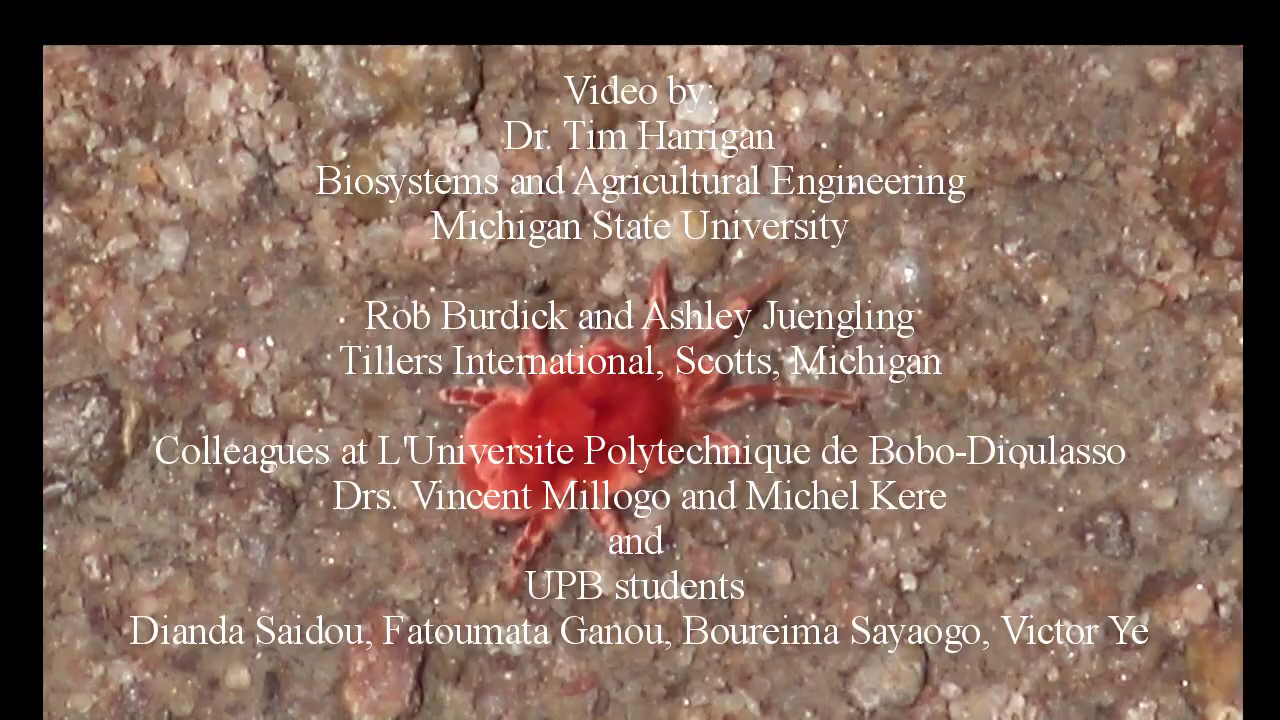 Video by:
Dr. Tim Harrigan
Biosystems and Agricultural Engineering
Michigan State University
Rob Burdick and Ashley Juengling
Tillers International, Scotts, Michigan
Colleagues at L'Universite Polytechnique de Bobo-Dioulasso
Drs. Vincent Millogo and Michel Kere
and
UPB students
Dianda Saidou, Fatoumata Ganou, Boureima Sayaogo, Victor Ye